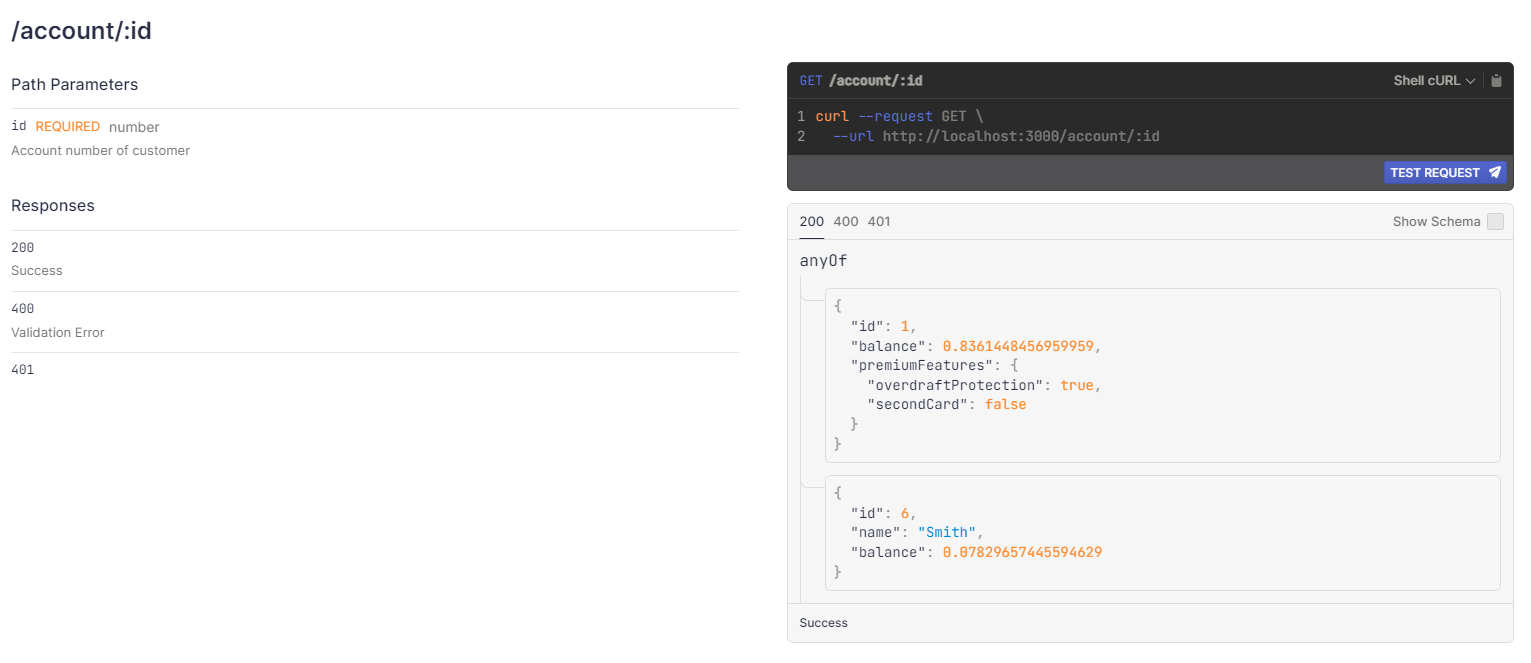 /account/:id
Path Parameters
id REQUIRED number
Account number of customer
Responses
200
Success
400
Validation Error
401
GET /account/:id Shell cURL
1 curl --request GET \
2 --url http://localhost:3000/account/:id
TEST REQUEST
200 400 401 Show Schema
anyOf
{
"id": 1,
"balance": 0.8361448456959959,
"premiumFeatures": {
"overdraftProtection": true,
"secondCard": false
}
}
{
"id": 6,
"name": "Smith",
"balance": 0.07829657445594629
}
Success